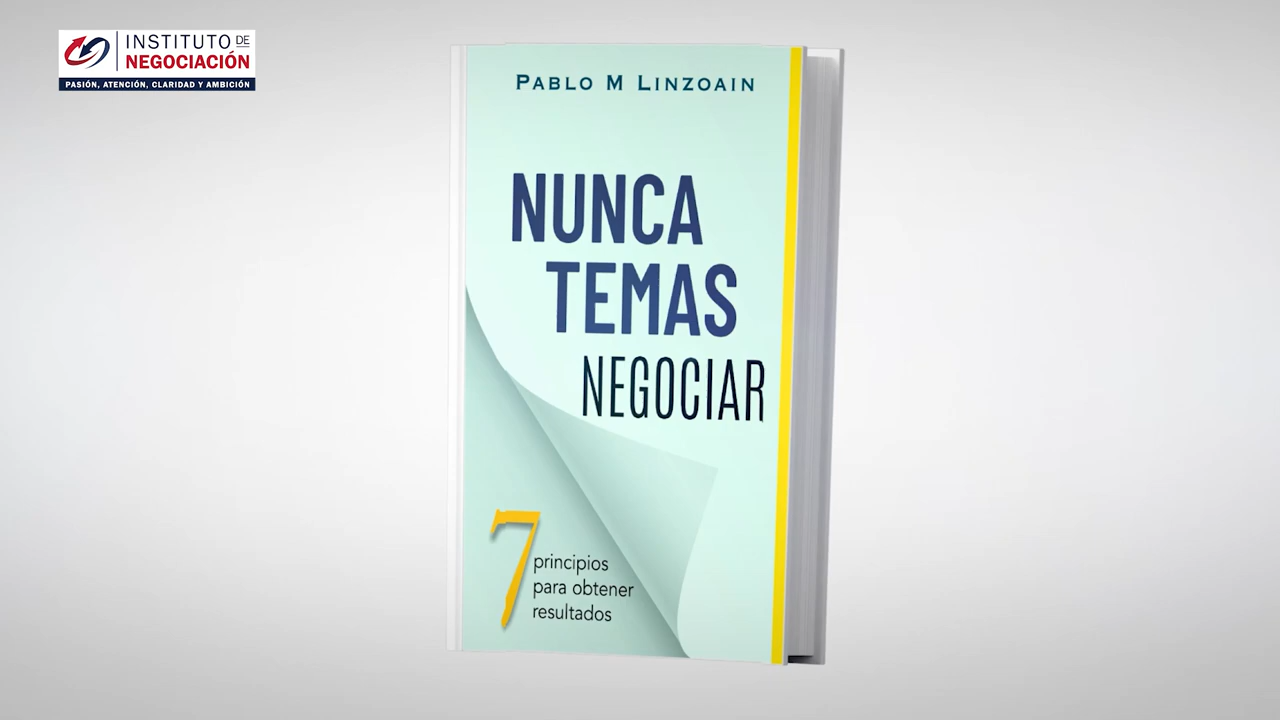 INSTITUTO DE
NEGOCIACIÓN
PASIÓN, ATENCIÓN, CLARIDAD Y AMBICIÓN
PABLO M LINZOAIN
NUNCA
TEMAS
NEGOCIAR
7 principios
para obtener
resultados